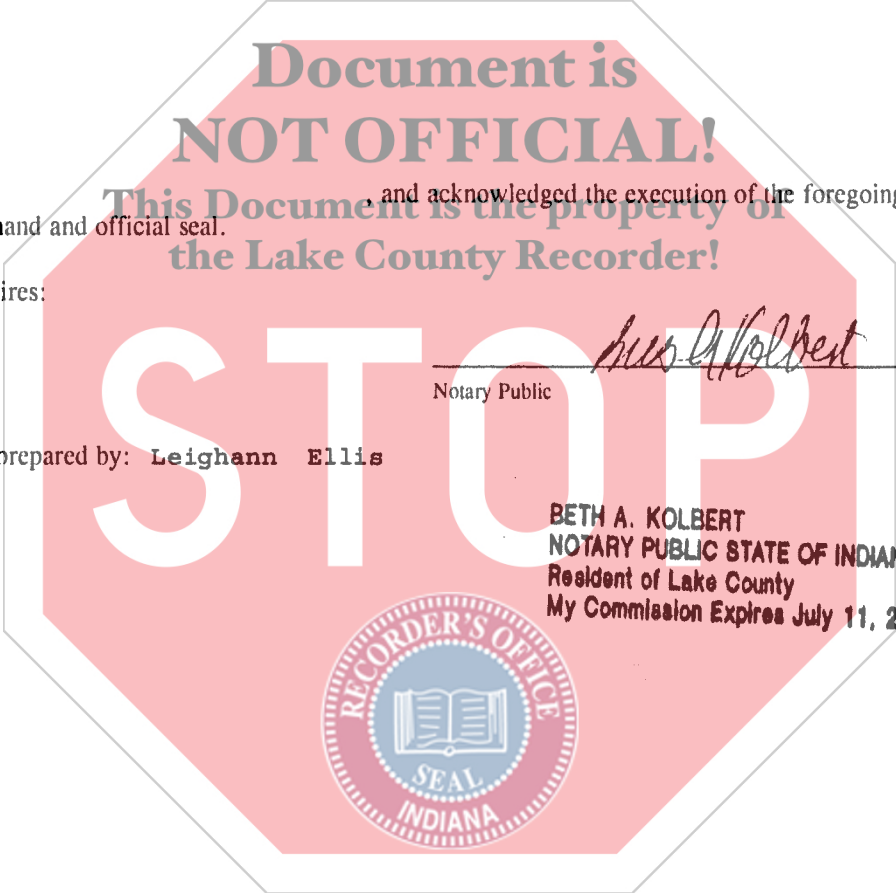 Document is
NOT OFFICIAL!
This Document is the property of
the Lake County Recorder!
, and acknowledged the execution of the foregoing
and and official seal.
ires:
STOP
Notary Public
prepared by: Leighann Ellis
BETH A. KOLBERT
NOTARY PUBLIC STATE OF INDIAN
Resident of Lake County
My Commission Expires July 11, 2
RECORDER'S OFFICE
SEAL
INDIANA